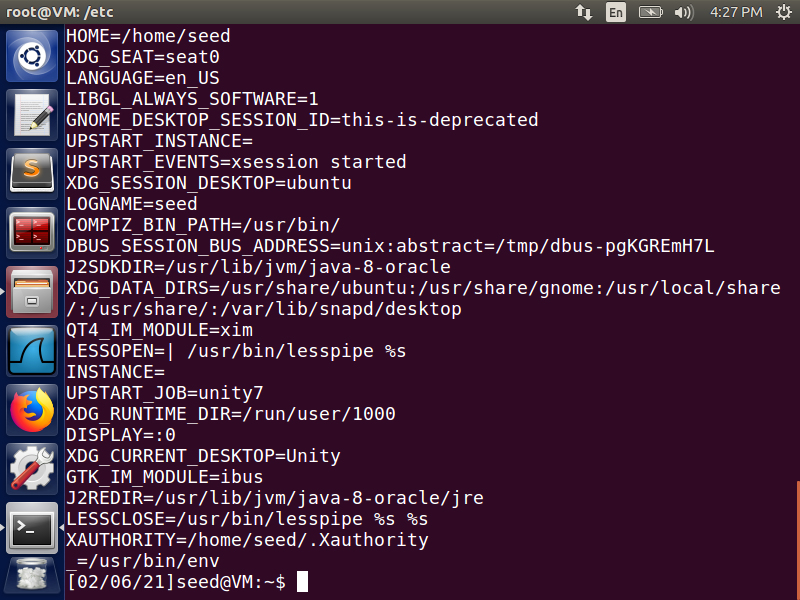 root@VM: /etc
En
4:27 PM
HOME=/home/seed
XDG_SEAT=seat0
LANGUAGE=en_US
LIBGL_ALWAYS_SOFTWARE=1
GNOME_DESKTOP_SESSION_ID=this-is-deprecated
UPSTART_INSTANCE=
UPSTART_EVENTS=xsession started
XDG_SESSION_DESKTOP=ubuntu
LOGNAME=seed
COMPIZ_BIN_PATH=/usr/bin/
DBUS_SESSION_BUS_ADDRESS=unix:abstract=/tmp/dbus-pgKGREmH7L
J2SDKDIR=/usr/lib/jvm/java-8-oracle
XDG_DATA_DIRS=/usr/share/ubuntu:/usr/share/gnome:/usr/local/share
/:/usr/share/:/var/lib/snapd/desktop
QT4_IM_MODULE=xim
LESSOPEN=| /usr/bin/lesspipe %s
INSTANCE=
UPSTART_JOB=unity7
XDG_RUNTIME_DIR=/run/user/1000
DISPLAY=:0
XDG_CURRENT_DESKTOP=Unity
GTK_IM_MODULE=ibus
J2REDIR=/usr/lib/jvm/java-8-oracle/jre
LESSCLOSE=/usr/bin/lesspipe %s %s
XAUTHORITY=/home/seed/.Xauthority
_=/usr/bin/env
[02/06/21]seed@VM:~$